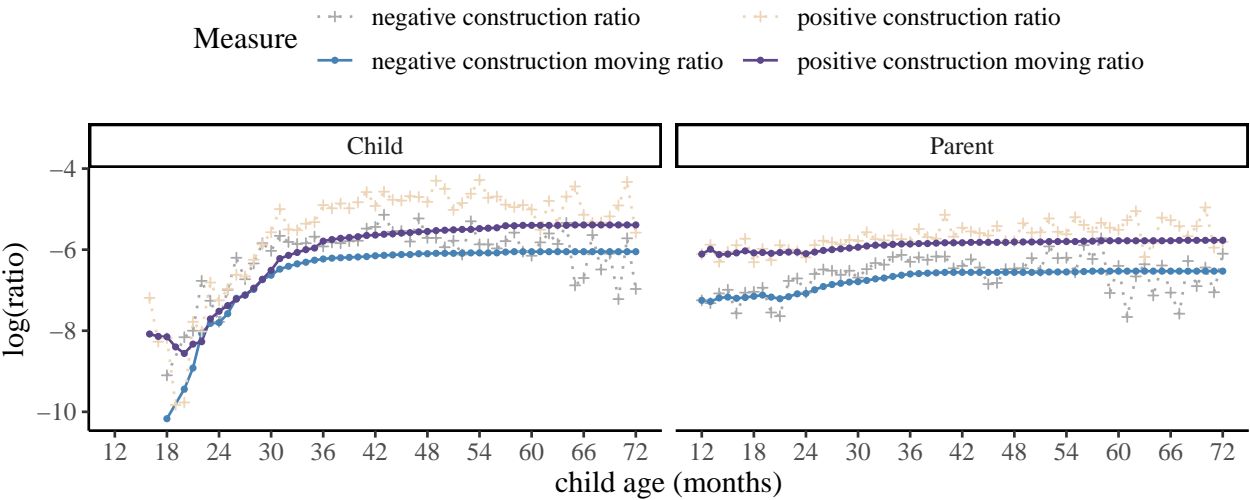 Measure
negative construction ratio positive construction ratio
negative construction moving ratio positive construction moving ratio
Child Parent
log(ratio)
−4
−6
−8
−10
12 18 24 30 36 42 48 54 60 66 72 12 18 24 30 36 42 48 54 60 66 72
child age (months)